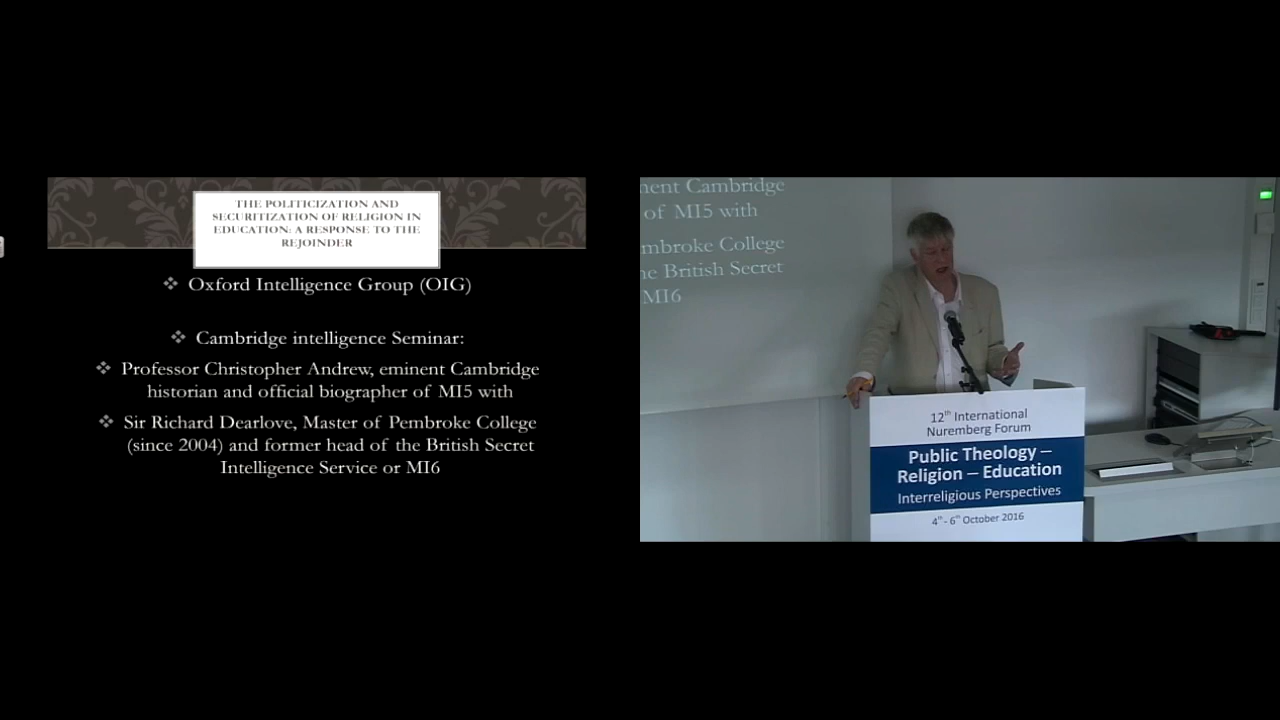 THE POLITICIZATION AND
SECURITIZATION OF RELIGION IN
EDUCATION: A RESPONSE TO THE
REJOINDER
❖ Oxford Intelligence Group (OIG)
❖ Cambridge intelligence Seminar:
❖ Professor Christopher Andrew, eminent Cambridge
historian and official biographer of MI5 with
❖ Sir Richard Dearlove, Master of Pembroke College
(since 2004) and former head of the British Secret
Intelligence Service or MI6
nent Cambridge
of MI5 with
mbroke College
he British Secret
MI6
12th International
Nuremberg Forum
Public Theology –
Religion – Education
Interreligious Perspectives
4th - 6th October 2016